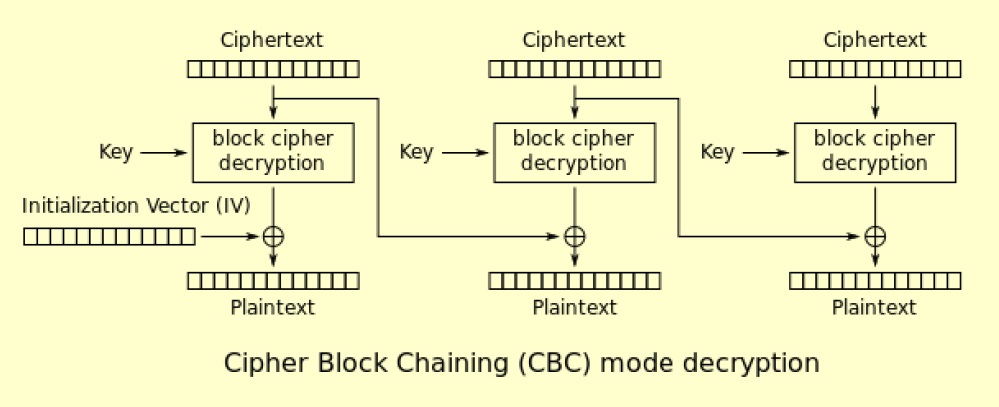 Ciphertext
Ciphertext
Ciphertext
Key
block cipher
decryption
Key
block cipher
decryption
Key
block cipher
decryption
Initialization Vector (IV)
Plaintext
Plaintext
Plaintext
Cipher Block Chaining (CBC) mode decryption